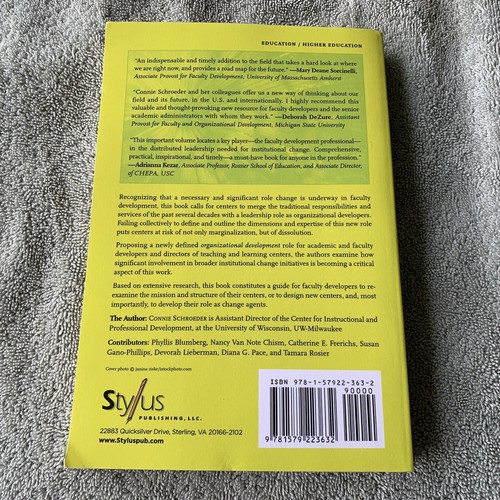 EDUCATION / HIGHER EDUCATION
"An indispensable and timely addition to the field that takes a hard look at where
we are right now, and provides a road map for the future." —Mary Deane Sorcinelli,
Associate Provost for Faculty Development, University of Massachusetts Amherst
"Connie Schroeder and her colleagues offer us a new way of thinking about our
field and its future, in the U.S. and internationally. I highly recommend this
valuable and thought-provoking new resource for faculty developers and the senior
academic administrators with whom they work." —Deborah DeZure, Assistant
Provost for Faculty and Organizational Development, Michigan State University
"This important volume locates a key player—the faculty development professional—
in the distributed leadership needed for institutional change. Comprehensive,
practical, inspirational, and timely—a must-have book for anyone in the profession."
—Adrianna Kezar, Associate Professor, Rossier School of Education, and Associate Director,
of CHEPA, USC
Recognizing that a necessary and significant role change is underway in faculty
development, this book calls for centers to merge the traditional responsibilities and
services of the past several decades with a leadership role as organizational developers.
Failing collectively to define and outline the dimensions and expertise of this new role
puts centers at risk of not only marginalization, but of dissolution.
Proposing a newly defined organizational development role for academic and faculty
developers and directors of teaching and learning centers, the authors examine how
significant involvement in broader institutional change initiatives is becoming a critical
aspect of this work.
Based on extensive research, this book constitutes a guide for faculty developers to re-
examine the mission and structure of their centers, or to design new centers, and, most
importantly, to develop their role as change agents.
The Author: CONNIE SCHROEDER is Assistant Director of the Center for Instructional and
Professional Development, at the University of Wisconsin, UW-Milwaukee
Contributors: Phyllis Blumberg, Nancy Van Note Chism, Catherine E. Frerichs, Susan
Gano-Phillips, Devorah Lieberman, Diana G. Pace, and Tamara Rosier
Stylus
PUBLISHING, LLC.
22883 Quicksilver Drive, Sterling, VA 20166-2102
www.Styluspub.com
ISBN 978-1-57922-363-2
90000
9 781579 223632